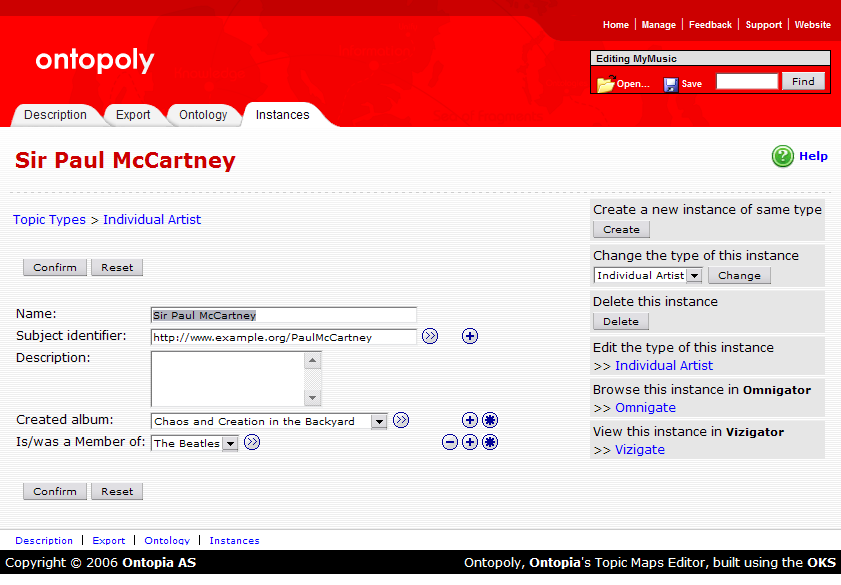 Home | Manage | Feedback | Support | Website
ontopoly
Editing MyMusic
Open... Save Find
Description Export Ontology Instances
Sir Paul McCartney
Help
Topic Types > Individual Artist
Confirm Reset
Name: Sir Paul McCartney
Subject identifier: http://www.example.org/PaulMcCartney
Description:
Created album: Chaos and Creation in the Backyard
Is/was a Member of: The Beatles
Confirm Reset
Create a new instance of same type
Create
Change the type of this instance
Individual Artist Change
Delete this instance
Delete
Edit the type of this instance
>> Individual Artist
Browse this instance in Omnigator
>> Omnigate
View this instance in Vizigator
>> Vizigate
Description | Export | Ontology | Instances
Copyright © 2006 Ontopia AS
Ontopoly, Ontopia's Topic Maps Editor, built using the OKS